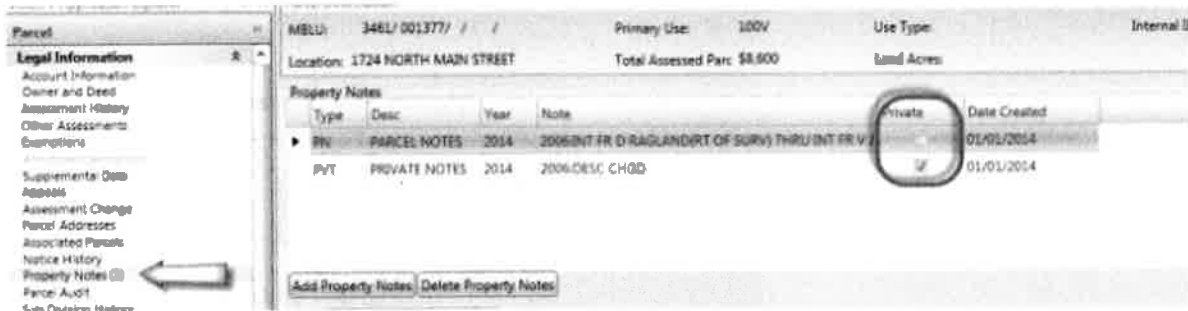 Parcel
Legal Information
Account Information
Owner and Deed
Assessment History
Other Assessments
Exemptions
Supplemental Data
Appeals
Assessment Change
Parcel Addresses
Associated Parcels
Notice History
Property Notes
Parcel Audit
Sub Division History
MBLU: 3461/ 001377/ / / Primary Use: 100V Use Type: Internal
Location: 1724 NORTH MAIN STREET Total Assessed Parc: $8,600 Land Acres:
Property Notes
Type Desc Year Note Private Date Created
PN PARCEL NOTES 2014 2006:INT FR D RAGLAND(RT OF SURV) THRU INT FR V 01/01/2014
PVT PRIVATE NOTES 2014 2006:DESC CHGD 01/01/2014
Add Property Notes Delete Property Notes